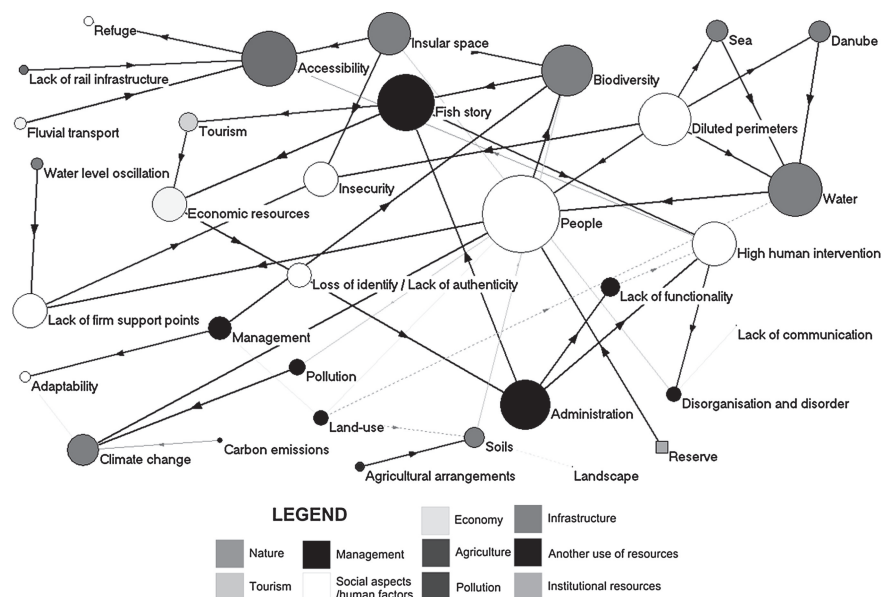 Refuge
Insular space
Sea
Danube
Accessibility
Lack of rail infrastructure
Biodiversity
Fish story
Fluvial transport
Tourism
Diluted perimeters
Water level oscillation
Insecurity
Water
Economic resources
People
High human intervention
Loss of identify / Lack of authenticity
Lack of functionality
Lack of firm support points
Management
Lack of communication
Pollution
Adaptability
Disorganisation and disorder
Land-use
Administration
Climate change
Carbon emissions
Soils
Reserve
Agricultural arrangements
Landscape
LEGEND
Economy
Infrastructure
Nature
Management
Agriculture
Another use of resources
Tourism
Social aspects
/human factors
Pollution
Institutional resources